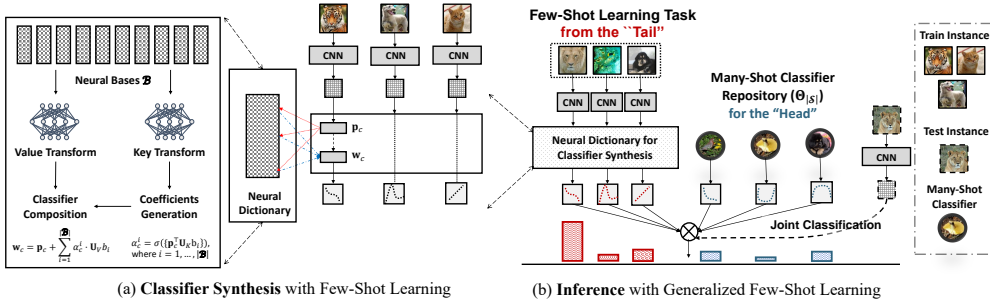 Neural Bases ℬ
Value Transform
Key Transform
Classifier
Composition
Coefficients
Generation
w_c = p_c + ∑_{i=1}^{|ℬ|} α_c^i · U_V b_i
α_c^i = σ({p_c^⊤ U_K b_i}),
where i = 1, ..., |ℬ|
Neural
Dictionary
CNN
CNN
CNN
p_c
w_c
(a) Classifier Synthesis with Few-Shot Learning
Few-Shot Learning Task
from the ``Tail''
CNN
CNN
CNN
Neural Dictionary for
Classifier Synthesis
Many-Shot Classifier
Repository (Θ_{|𝒮|})
for the "Head"
CNN
Joint Classification
(b) Inference with Generalized Few-Shot Learning
Train Instance
Test Instance
Many-Shot
Classifier